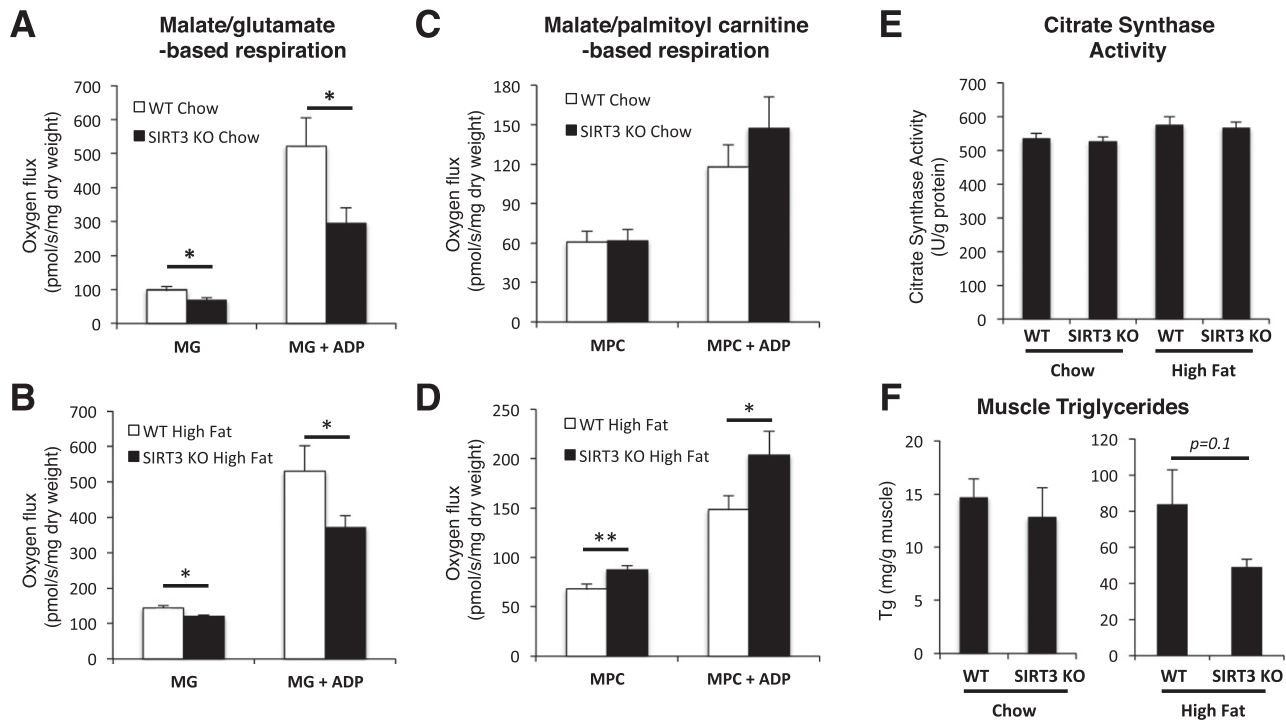 A
Malate/glutamate
-based respiration
Oxygen flux
(pmol/s/mg dry weight)
700
600
500
400
300
200
100
0
WT Chow
SIRT3 KO Chow
*
*
MG
MG + ADP
C
Malate/palmitoyl carnitine
-based respiration
Oxygen flux
(pmol/s/mg dry weight)
180
150
120
90
60
30
0
WT Chow
SIRT3 KO Chow
MPC
MPC + ADP
E
Citrate Synthase
Activity
Citrate Synthase Activity
(U/g protein)
700
600
500
400
300
200
100
0
WT SIRT3 KO WT SIRT3 KO
Chow High Fat
B
Oxygen flux
(pmol/s/mg dry weight)
700
600
500
400
300
200
100
0
WT High Fat
SIRT3 KO High Fat
*
*
MG
MG + ADP
D
Oxygen flux
(pmol/s/mg dry weight)
250
200
150
100
50
0
WT High Fat
SIRT3 KO High Fat
**
*
MPC
MPC + ADP
F
Muscle Triglycerides
Tg (mg/g muscle)
20
15
10
5
0
WT SIRT3 KO
Chow
120
100
80
60
40
20
0
p=0.1
WT SIRT3 KO
High Fat